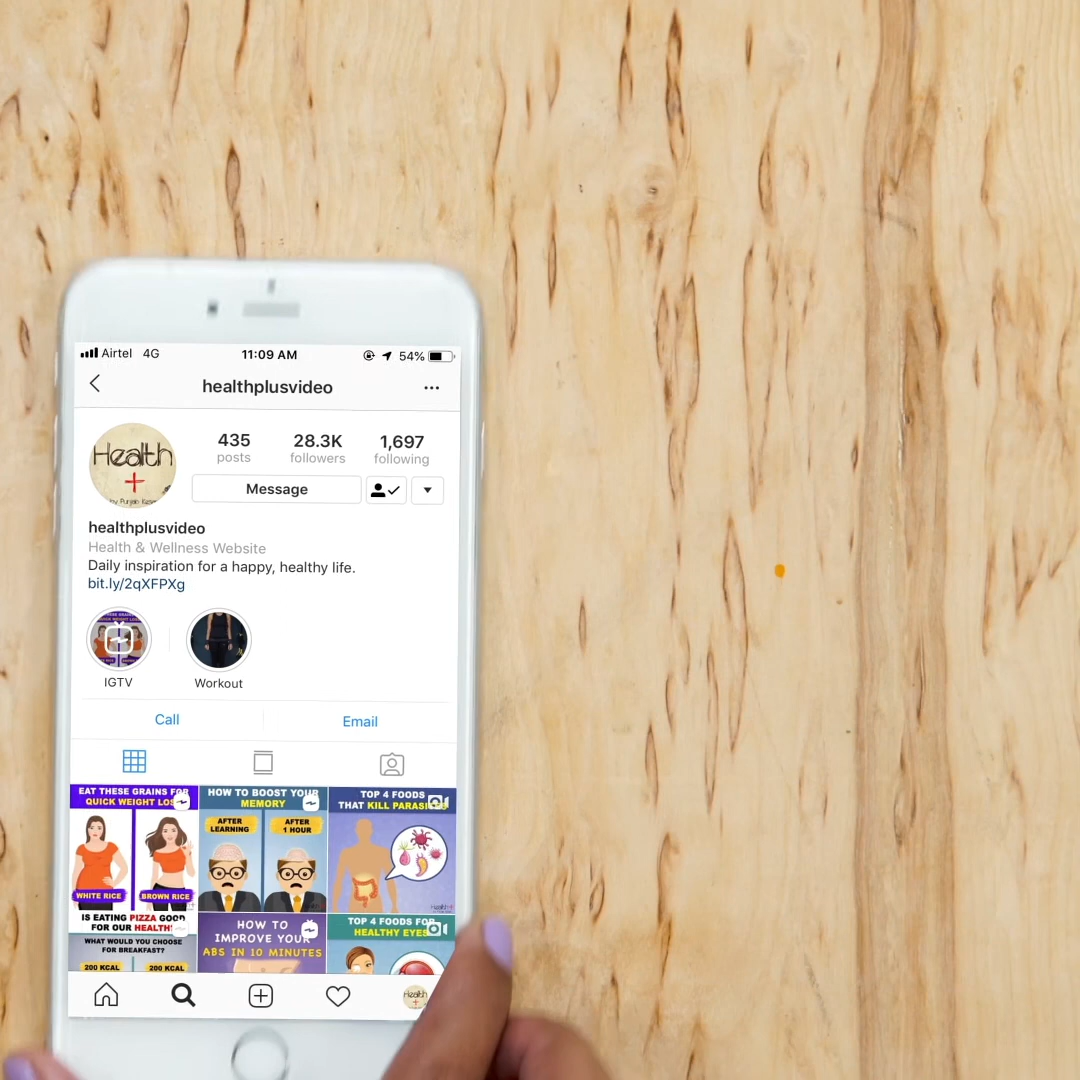 Airtel 4G
11:09 AM
54%
healthplusvideo
Health
+
by Punjab
435
posts
28.3K
followers
1,697
following
Message
healthplusvideo
Health & Wellness Website
Daily inspiration for a happy, healthy life.
bit.ly/2qXFPXg
IGTV
Workout
Call
Email
EAT THESE GRAINS FOR
QUICK WEIGHT LOSS
WHITE RICE
BROWN RICE
HOW TO BOOST YOUR
MEMORY
AFTER
LEARNING
AFTER
1 HOUR
TOP 4 FOODS
THAT KILL PARASITES
IS EATING PIZZA GOOD
FOR OUR HEALTH?
WHAT WOULD YOU CHOOSE
FOR BREAKFAST?
200 KCAL
200 KCAL
HOW TO
IMPROVE YOUR
ABS IN 10 MINUTES
TOP 4 FOODS FOR
HEALTHY EYES
Health